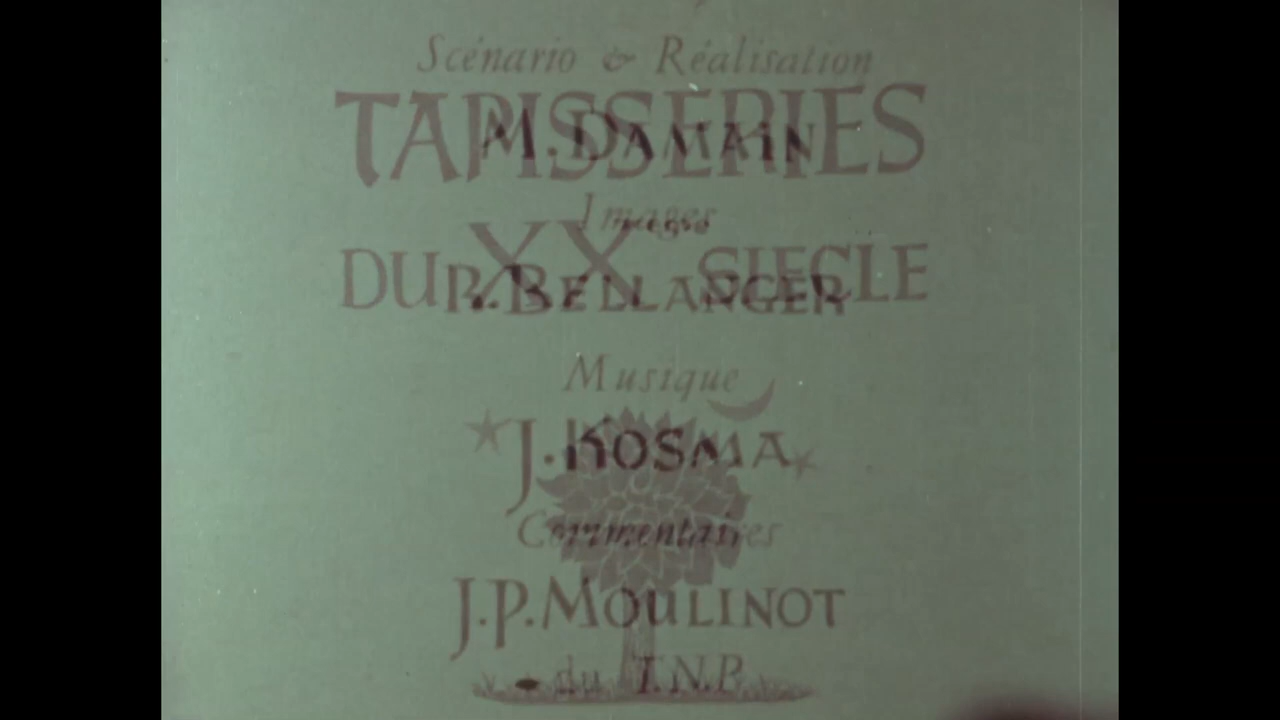 Scénario & Réalisation
TAPISSERIES
M. DAMAIN
Images
DU XX SIECLE
R. BELLANGER
Musique
J. KOSMA
Commentaires
J.P. MOULINOT
du T.N.P.